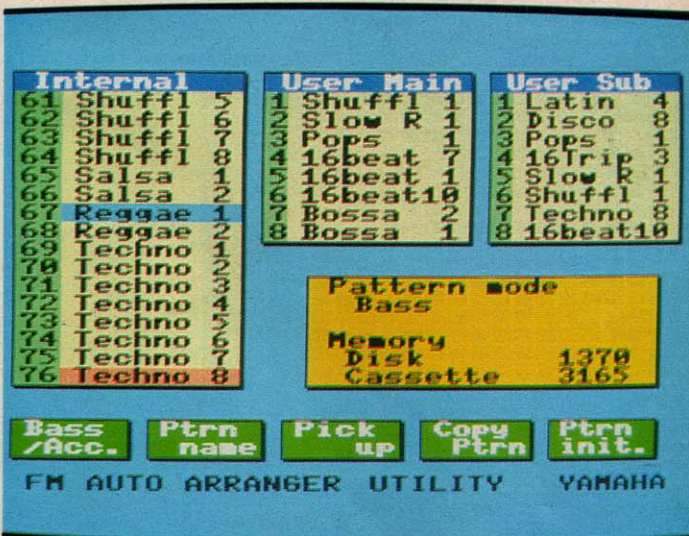 Internal
61 Shuffl 5
62 Shuffl 6
63 Shuffl 7
64 Shuffl 8
65 Salsa 1
66 Salsa 2
67 Reggae 1
68 Reggae 2
69 Techno 1
70 Techno 2
71 Techno 3
72 Techno 4
73 Techno 5
74 Techno 6
75 Techno 7
76 Techno 8
User Main
1 Shuffl 1
2 Slow R 1
3 Pops 1
4 16beat 7
5 16beat 1
6 16beat10
7 Bossa 2
8 Bossa 1
User Sub
1 Latin 4
2 Disco 8
3 Pops 1
4 16Trip 3
5 Slow R 1
6 Shuffl 1
7 Techno 8
8 16beat10
Pattern mode
Bass
Memory
Disk 1370
Cassette 3165
Bass
/Acc.
Ptrn
name
Pick
up
Copy
Ptrn
Ptrn
init.
FM AUTO ARRANGER UTILITY YAMAHA